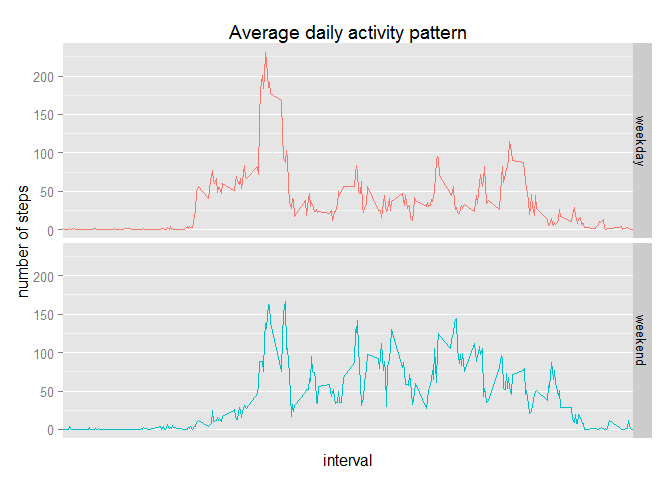 Average daily activity pattern
number of steps
200
150
100
50
0
weekday
200
150
100
50
0
weekend
interval